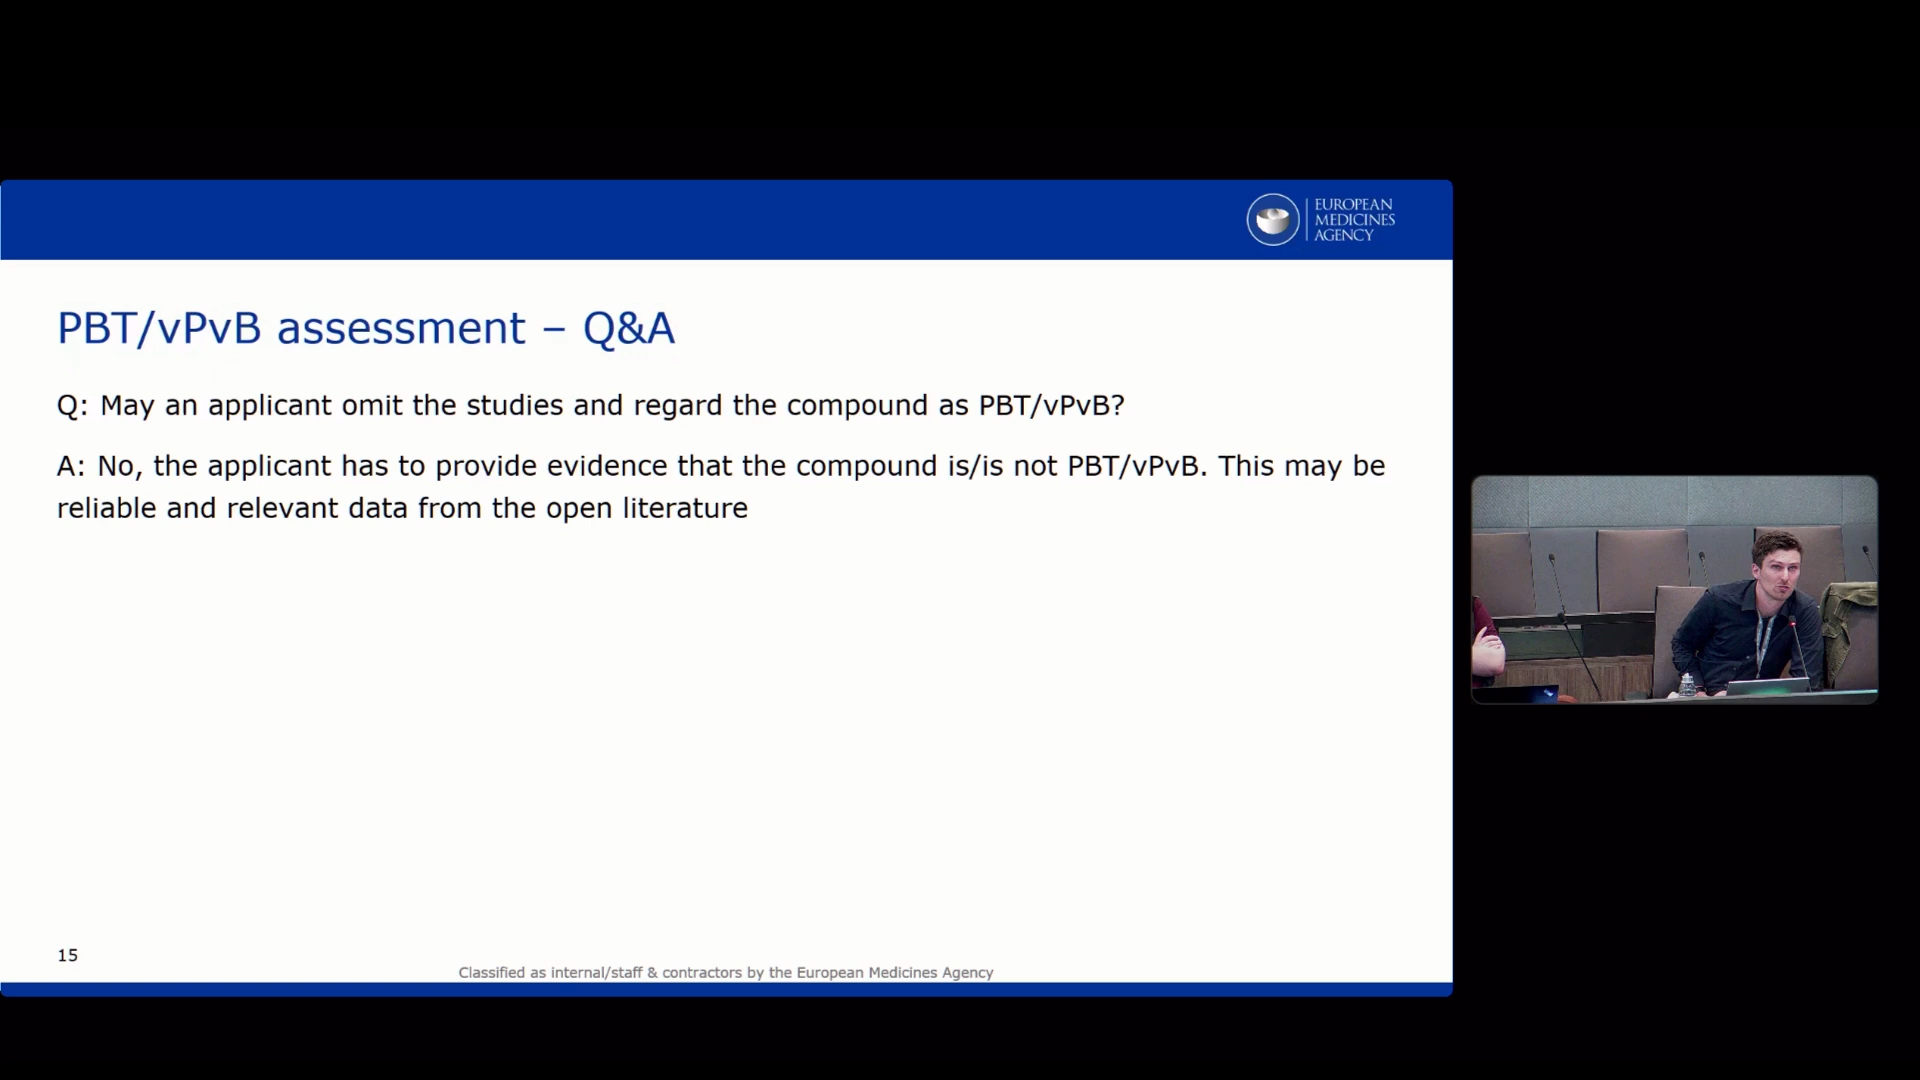 EUROPEAN
MEDICINES
AGENCY
PBT/vPvB assessment – Q&A
Q: May an applicant omit the studies and regard the compound as PBT/vPvB?
A: No, the applicant has to provide evidence that the compound is/is not PBT/vPvB. This may be
reliable and relevant data from the open literature
15
Classified as internal/staff & contractors by the European Medicines Agency